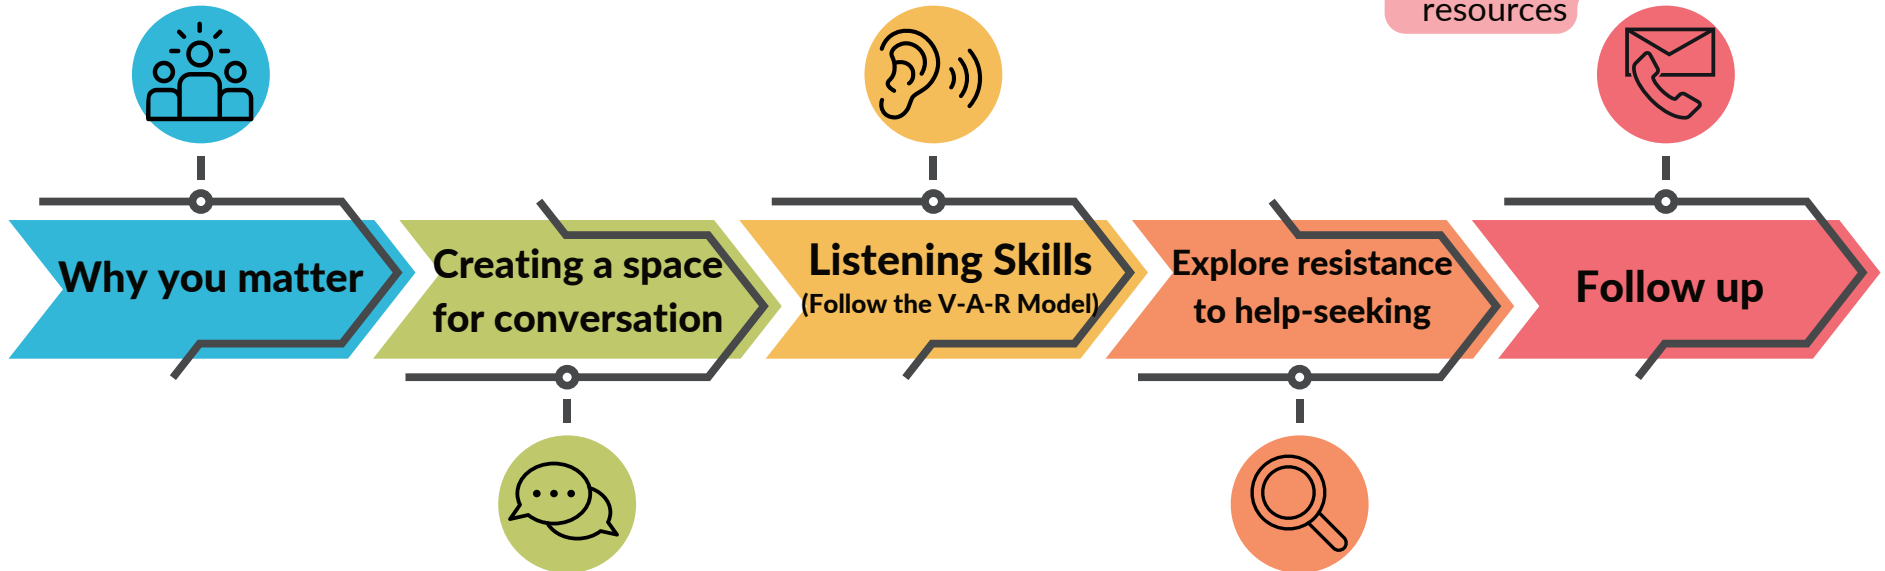 resources
Why you matter
Creating a space
for conversation
Listening Skills
(Follow the V-A-R Model)
Explore resistance
to help-seeking
Follow up